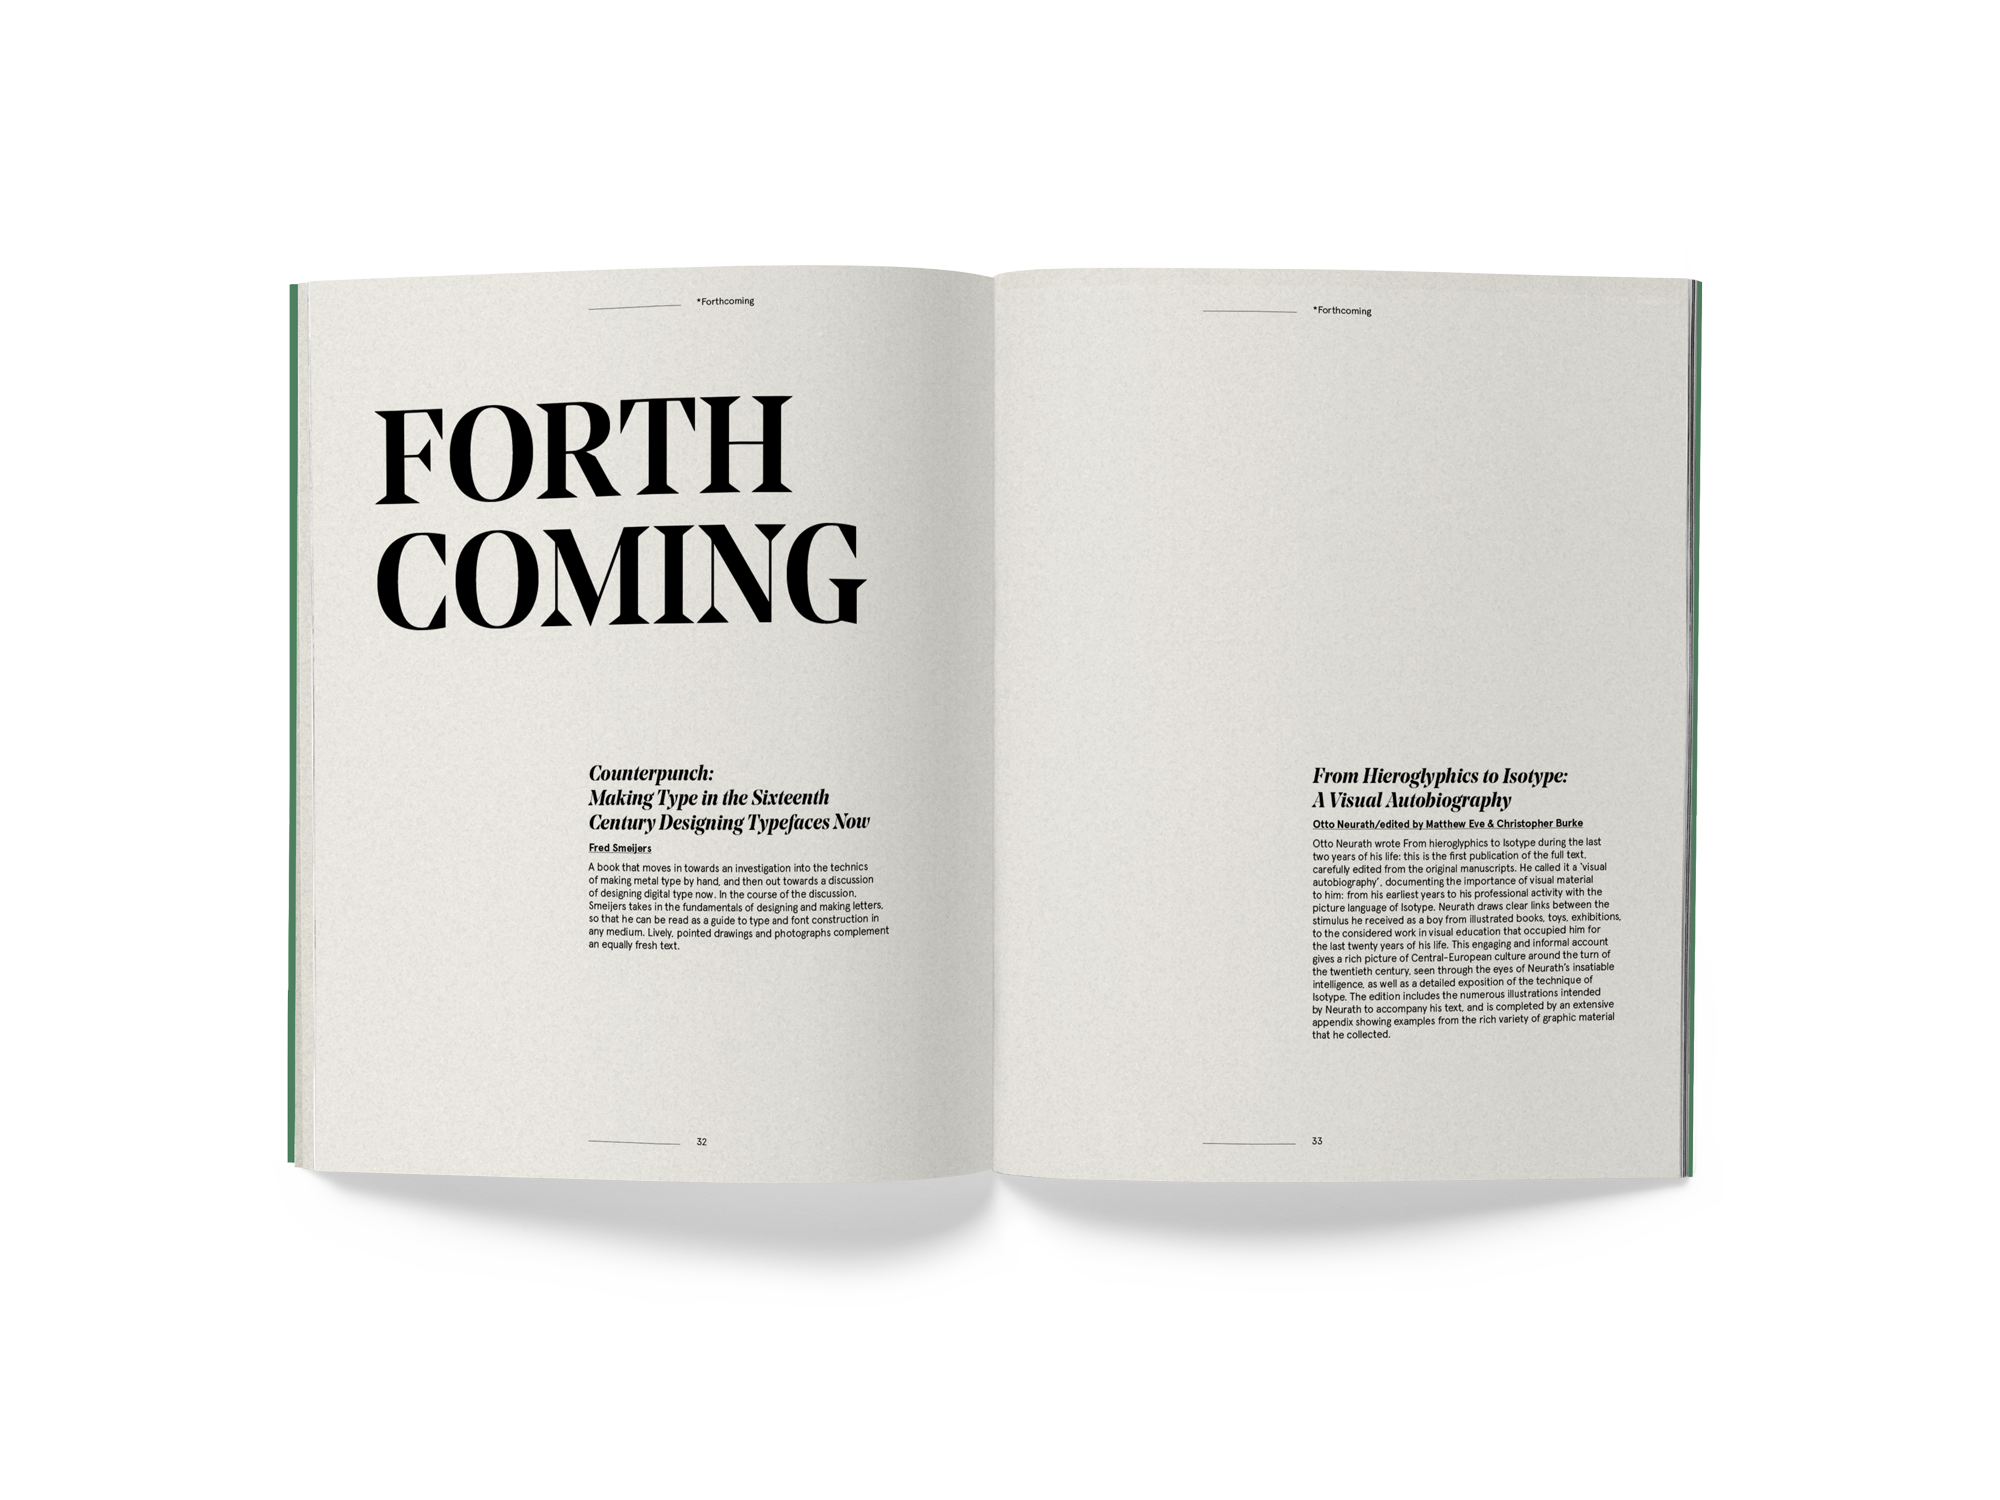 *Forthcoming
FORTH
COMING
Counterpunch:
Making Type in the Sixteenth
Century Designing Typefaces Now
Fred Smeijers
A book that moves in towards an investigation into the technics
of making metal type by hand, and then out towards a discussion
of designing digital type now. In the course of the discussion,
Smeijers takes in the fundamentals of designing and making letters,
so that he can be read as a guide to type and font construction in
any medium. Lively, pointed drawings and photographs complement
an equally fresh text.
32
*Forthcoming
From Hieroglyphics to Isotype:
A Visual Autobiography
Otto Neurath/edited by Matthew Eve & Christopher Burke
Otto Neurath wrote From hieroglyphics to Isotype during the last
two years of his life: this is the first publication of the full text,
carefully edited from the original manuscripts. He called it a ‘visual
autobiography’, documenting the importance of visual material
to him: from his earliest years to his professional activity with the
picture language of Isotype. Neurath draws clear links between the
stimulus he received as a boy from illustrated books, toys, exhibitions,
to the considered work in visual education that occupied him for
the last twenty years of his life. This engaging and informal account
gives a rich picture of Central-European culture around the turn of
the twentieth century, seen through the eyes of Neurath’s insatiable
intelligence, as well as a detailed exposition of the technique of
Isotype. The edition includes the numerous illustrations intended
by Neurath to accompany his text, and is completed by an extensive
appendix showing examples from the rich variety of graphic material
that he collected.
33